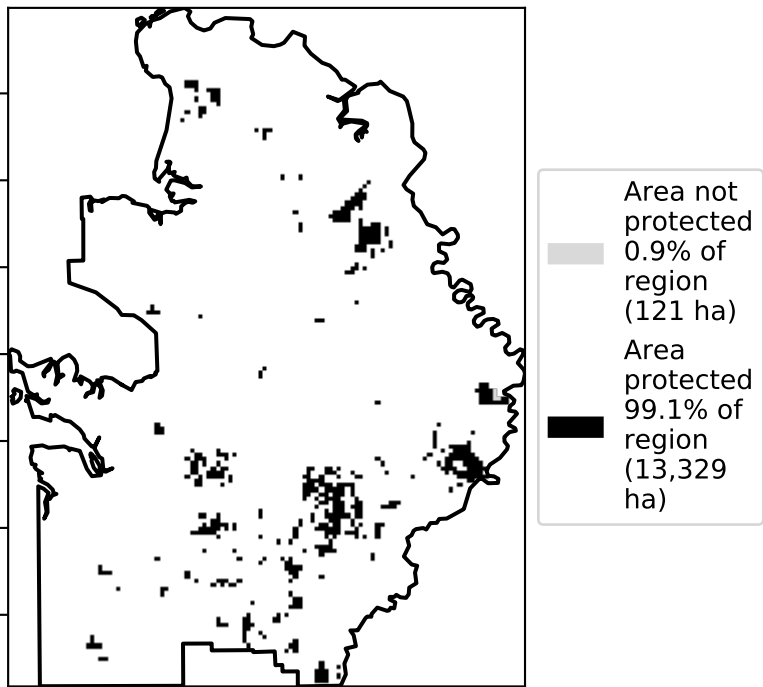 Area not
protected
0.9% of
region
(121 ha)
Area
protected
99.1% of
region
(13,329
ha)